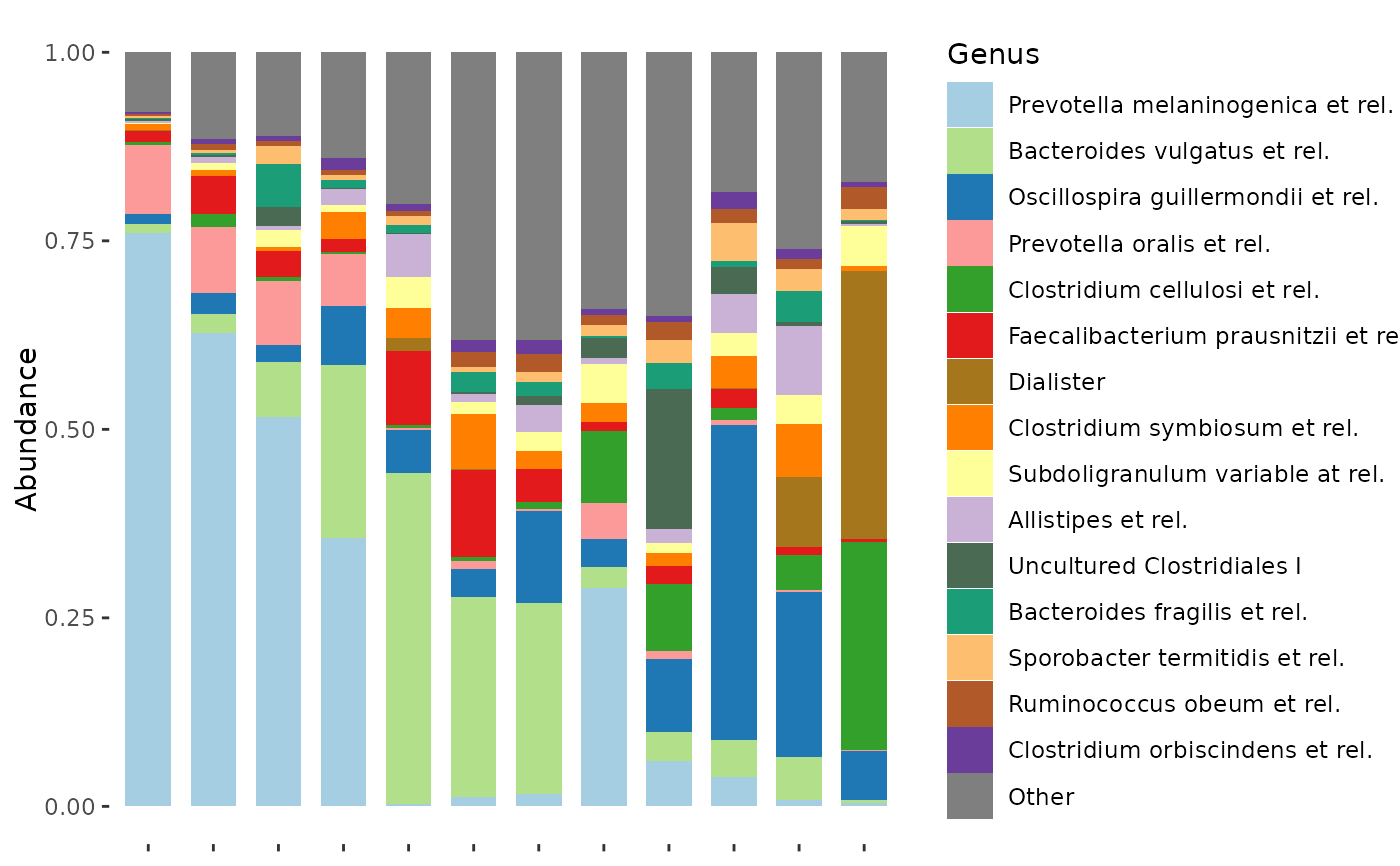 1.00
0.75
0.50
0.25
0.00
Abundance
Genus
Prevotella melaninogenica et rel.
Bacteroides vulgatus et rel.
Oscillospira guillermondii et rel.
Prevotella oralis et rel.
Clostridium cellulosi et rel.
Faecalibacterium prausnitzii et re
Dialister
Clostridium symbiosum et rel.
Subdoligranulum variable at rel.
Allistipes et rel.
Uncultured Clostridiales I
Bacteroides fragilis et rel.
Sporobacter termitidis et rel.
Ruminococcus obeum et rel.
Clostridium orbiscindens et rel.
Other